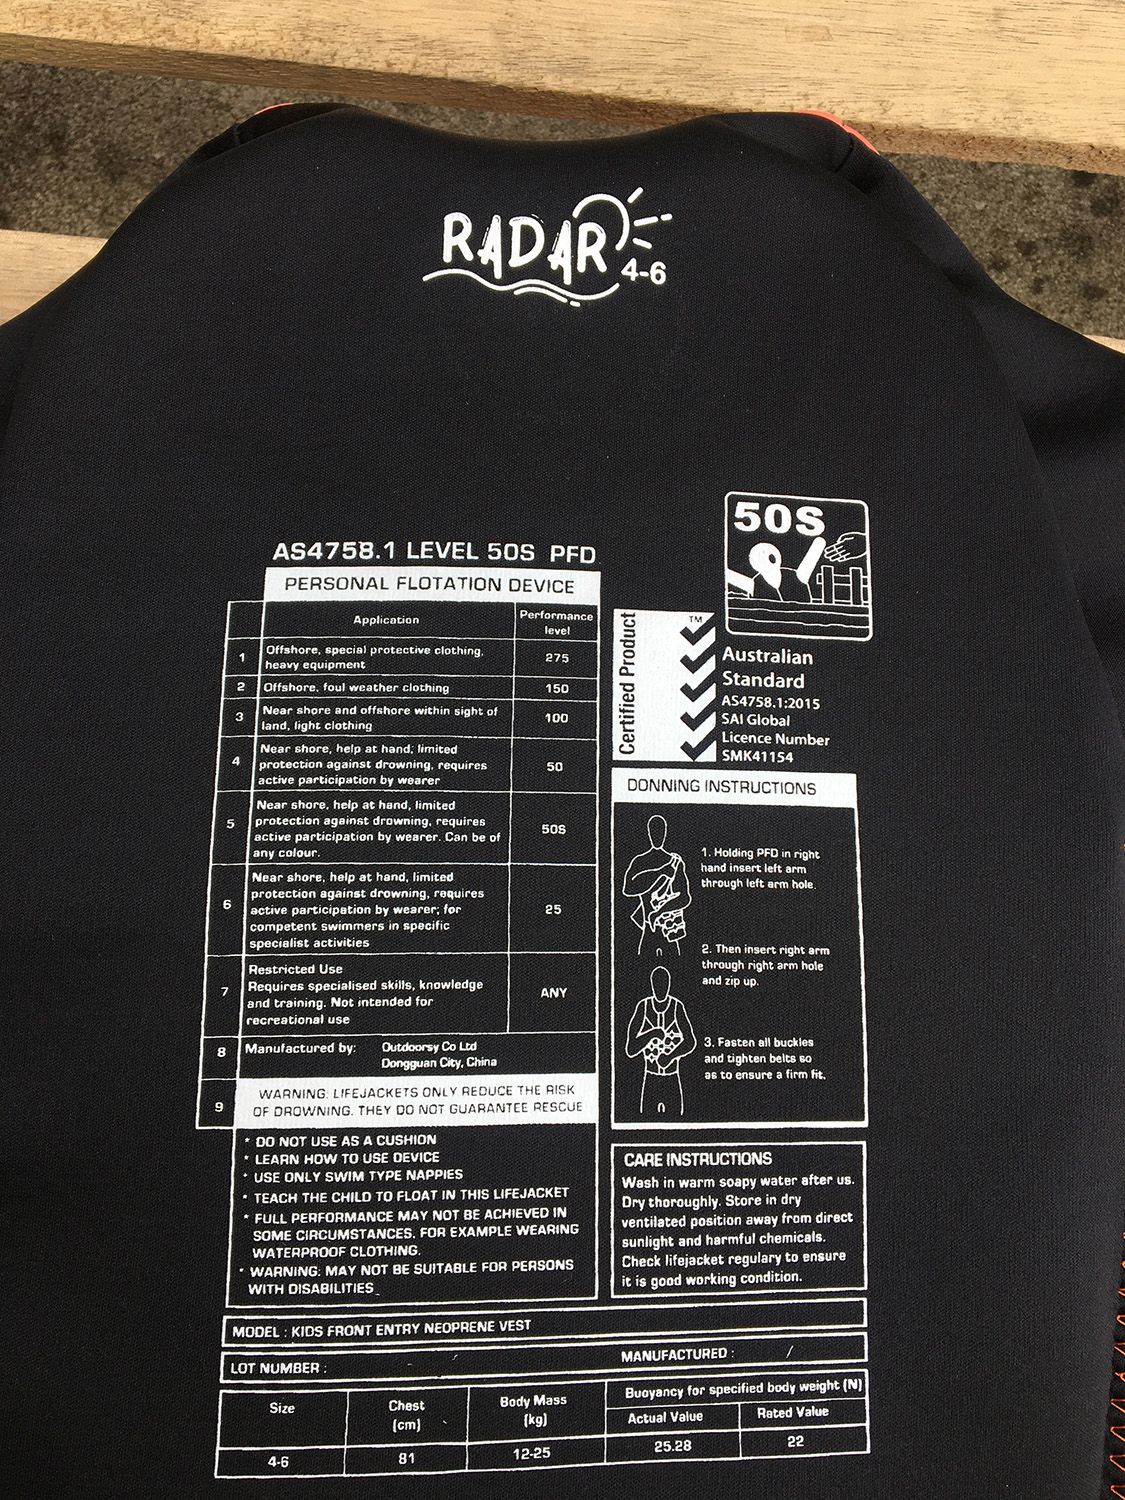 RADAR
4-6
50S
AS4758.1 LEVEL 50S PFD
PERSONAL FLOTATION DEVICE
Application
Performance
level
1
Offshore, special protective clothing,
heavy equipment
275
2
Offshore, foul weather clothing
150
3
Near shore and offshore within sight of
land, light clothing
100
4
Near shore, help at hand, limited
protection against drowning, requires
active participation by wearer
50
5
Near shore, help at hand, limited
protection against drowning, requires
active participation by wearer. Can be of
any colour.
50S
6
Near shore, help at hand, limited
protection against drowning, requires
active participation by wearer; for
competent swimmers in specific
specialist activities
25
7
Restricted Use
Requires specialised skills, knowledge
and training. Not intended for
recreational use
ANY
8
Manufactured by: Outdoorsy Co Ltd
Dongguan City, China
9
WARNING: LIFEJACKETS ONLY REDUCE THE RISK
OF DROWNING. THEY DO NOT GUARANTEE RESCUE
* DO NOT USE AS A CUSHION
* LEARN HOW TO USE DEVICE
* USE ONLY SWIM TYPE NAPPIES
* TEACH THE CHILD TO FLOAT IN THIS LIFEJACKET
* FULL PERFORMANCE MAY NOT BE ACHIEVED IN
SOME CIRCUMSTANCES. FOR EXAMPLE WEARING
WATERPROOF CLOTHING.
* WARNING: MAY NOT BE SUITABLE FOR PERSONS
WITH DISABILITIES.
Certified Product
TM
Australian
Standard
AS4758.1:2015
SAI Global
Licence Number
SMK41154
DONNING INSTRUCTIONS
1. Holding PFD in right
hand insert left arm
through left arm hole.
2. Then insert right arm
through right arm hole
and zip up.
3. Fasten all buckles
and tighten belts so
as to ensure a firm fit.
CARE INSTRUCTIONS
Wash in warm soapy water after us.
Dry thoroughly. Store in dry
ventilated position away from direct
sunlight and harmful chemicals.
Check lifejacket regulary to ensure
it is good working condition.
MODEL : KIDS FRONT ENTRY NEOPRENE VEST
LOT NUMBER : -
MANUFACTURED : /
Size
Chest
(cm)
Body Mass
(kg)
Buoyancy for specified body weight (N)
Actual Value
Rated Value
4-6
81
12-25
25.28
22